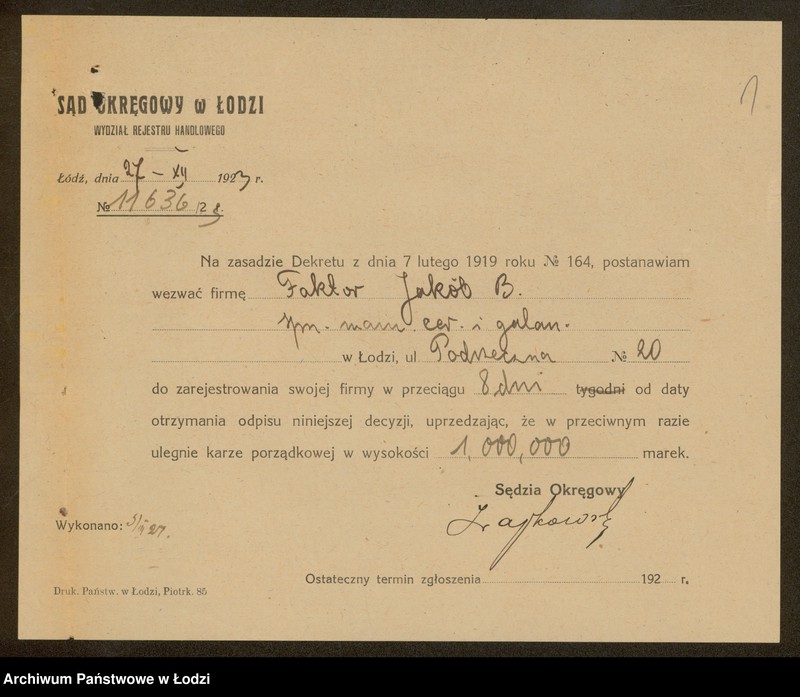 1
SĄD OKRĘGOWY w ŁODZI
WYDZIAŁ REJESTRU HANDLOWEGO
Łódź, dnia 27 – XII 1923 r.
№ 11636/23
Na zasadzie Dekretu z dnia 7 lutego 1919 roku № 164, postanawiam
wezwać firmę Faktor Jakób B.
i galan.
w Łodzi, ul. Podrzeczna № 20
do zarejestrowania swojej firmy w przeciągu 8 dni tygodni od daty
otrzymania odpisu niniejszej decyzji, uprzedzając, że w przeciwnym razie
ulegnie karze porządkowej w wysokości 1,000,000 marek.
Sędzia Okręgowy
Wykonano:
Ostateczny termin zgłoszenia 192 r.
Druk. Państw. w Łodzi, Piotrk. 85
Archiwum Państwowe w Łodzi